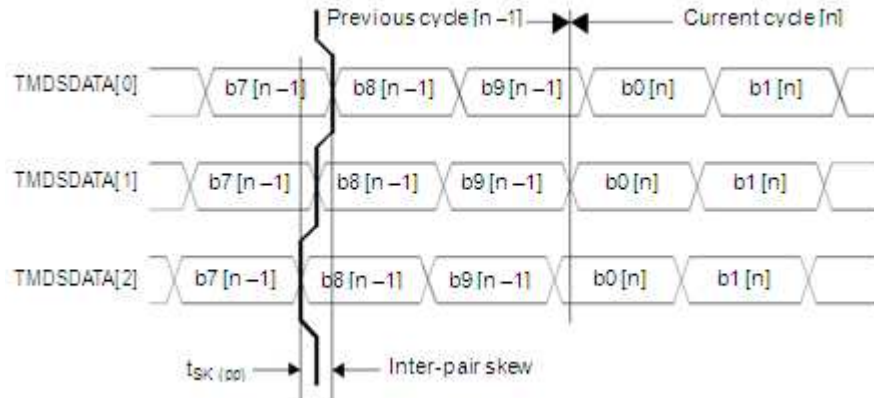 Previous cycle [n –1] Current cycle [n]
TMDSDATA[0] b7 [n –1] b8 [n –1] b9 [n –1] b0 [n] b1 [n]
TMDSDATA[1] b7 [n –1] b8 [n –1] b9 [n –1] b0 [n] b1 [n]
TMDSDATA[2] b7 [n –1] b8 [n –1] b9 [n –1] b0 [n] b1 [n]
tSK (pp) Inter-pair skew